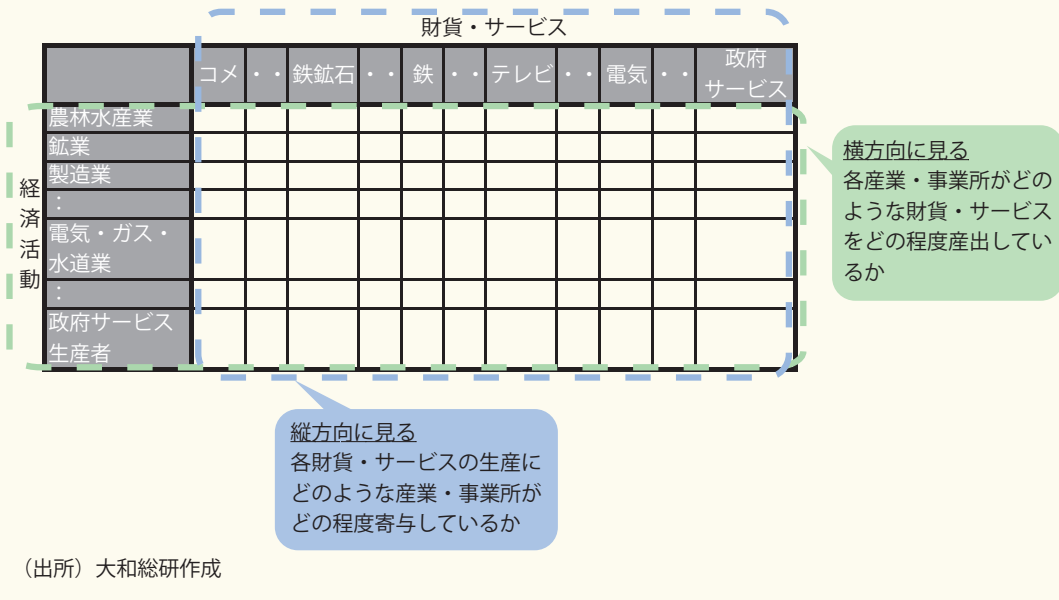 財貨・サービス
コメ ・・ 鉄鉱石 ・・ 鉄 ・・ テレビ ・・ 電気 ・・ 政府
サービス
経済活動
農林水産業
鉱業
製造業
：
電気・ガス・
水道業
：
政府サービス
生産者
横方向に見る
各産業・事業所がどの
ような財貨・サービス
をどの程度産出してい
るか
縦方向に見る
各財貨・サービスの生産に
どのような産業・事業所が
どの程度寄与しているか
（出所）大和総研作成